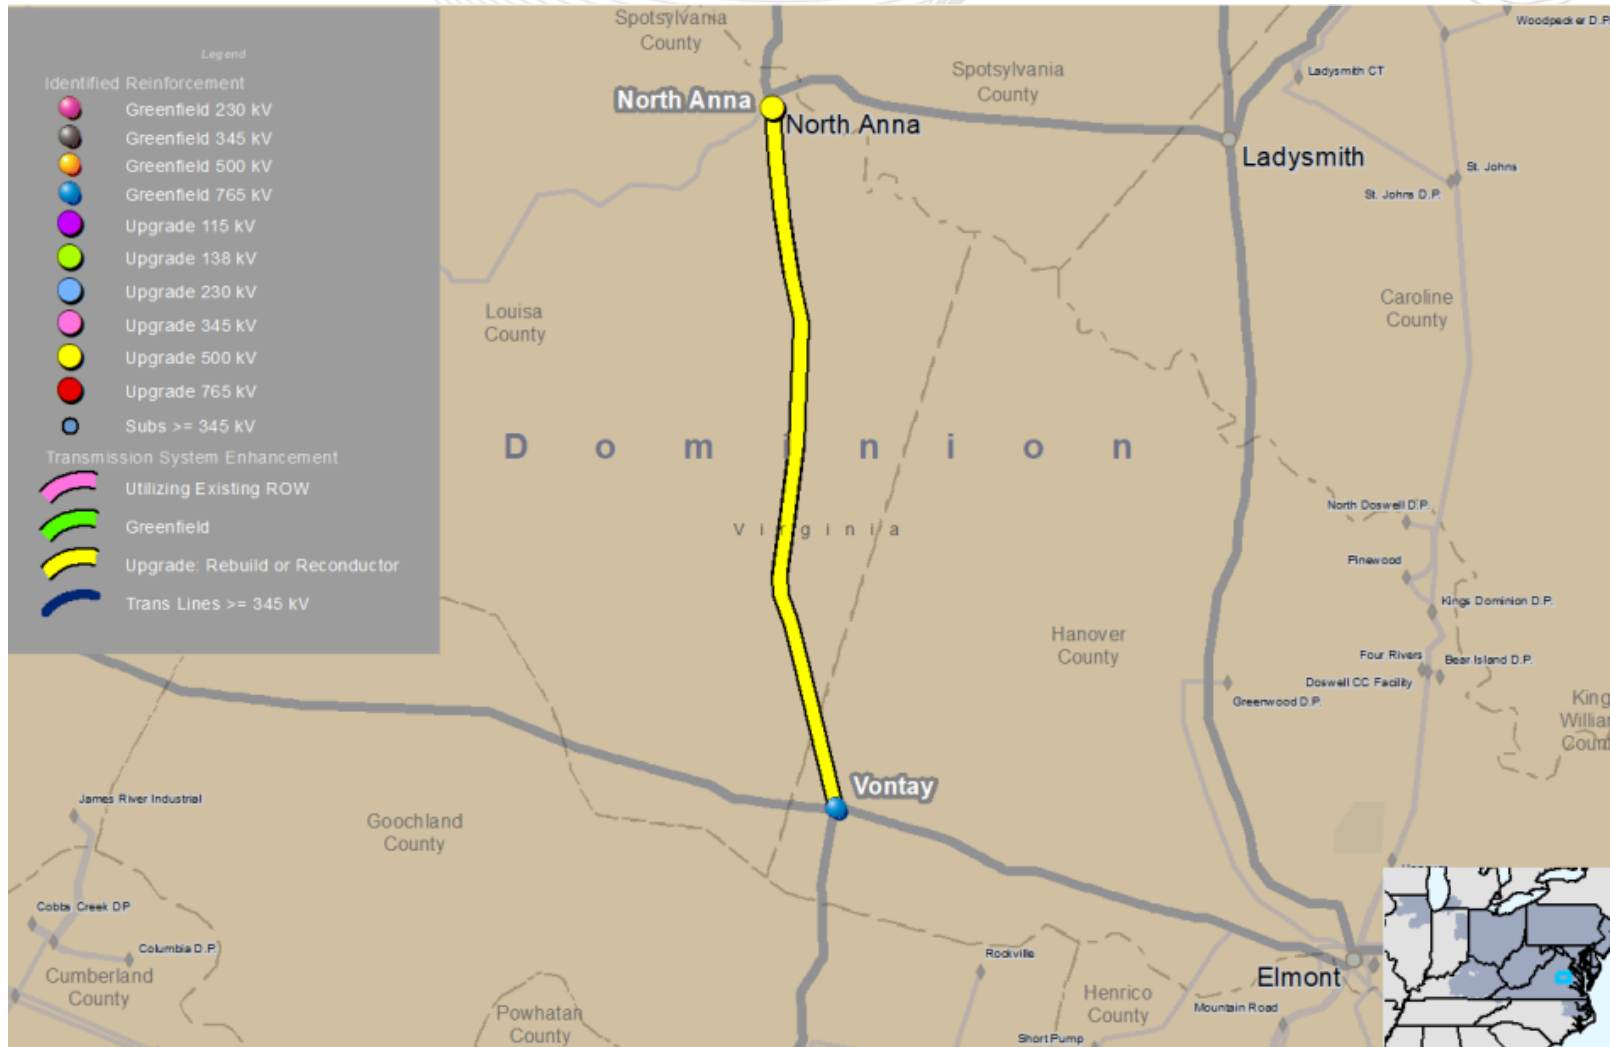 Legend
Identified Reinforcement
Greenfield 230 kV
Greenfield 345 kV
Greenfield 500 kV
Greenfield 765 kV
Upgrade 115 kV
Upgrade 138 kV
Upgrade 230 kV
Upgrade 345 kV
Upgrade 500 kV
Upgrade 765 kV
Subs >= 345 kV
Transmission System Enhancement
Utilizing Existing ROW
Greenfield
Upgrade: Rebuild or Reconductor
Trans Lines >= 345 kV
Spotsylvania
County
Woodpecker D.P.
Spotsylvania
County
Ladysmith CT
North Anna
North Anna
Ladysmith
St. Johns
St. Johns D.P.
Louisa
County
Caroline
County
Dominion
Virginia
North Doswell D.P.
Pinewood
Kings Dominion D.P.
Hanover
County
Four Rivers
Bear Island D.P.
Doswell CC Facility
Greenwood D.P.
King
William
County
Vontay
James River Industrial
Goochland
County
Cobbs Creek DP
Columbia D.P.
Cumberland
County
Rockville
Elmont
Henrico
County
Mountain Road
Powhatan
County
Short Pump